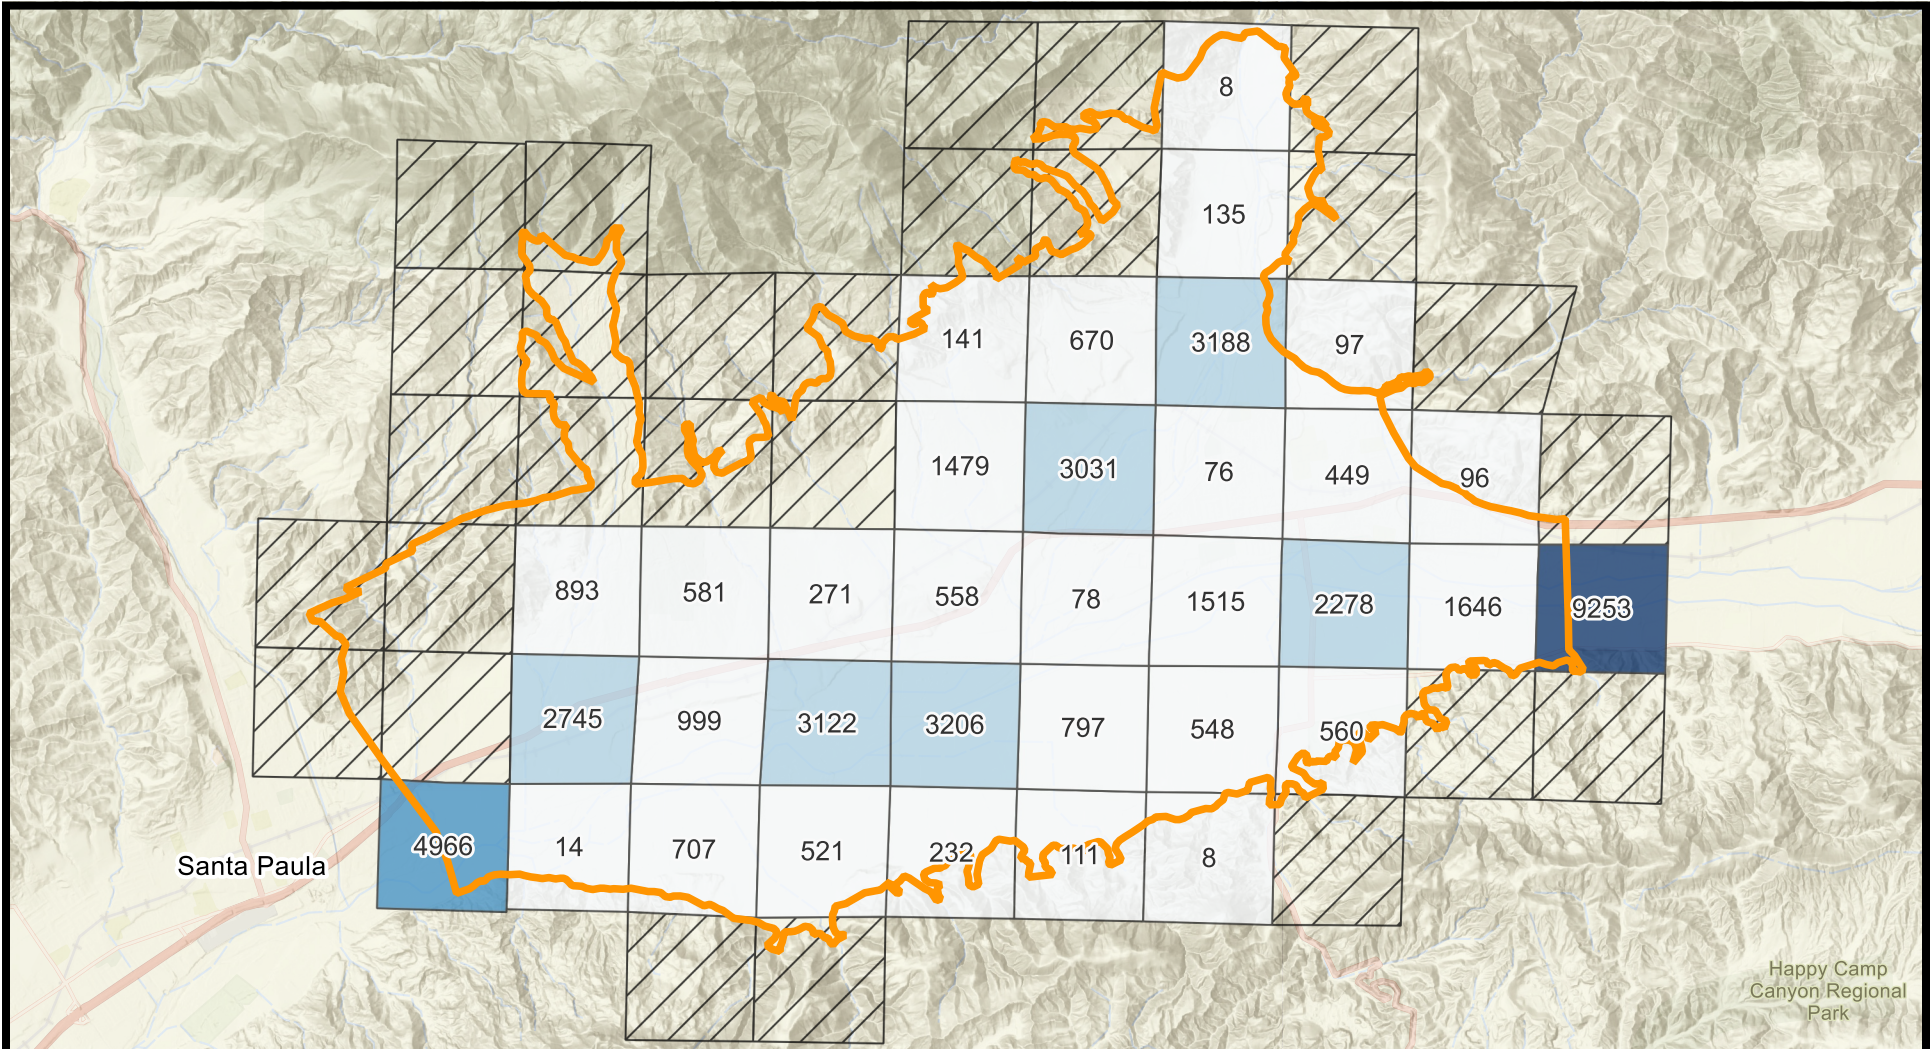 8
135
141 670 3188 97
1479 3031 76 449 96
893 581 271 558 78 1515 2278 1646 9253
2745 999 3122 3206 797 548 560
4966 14 707 521 232 111 8
Santa Paula
Happy Camp
Canyon Regional
Park